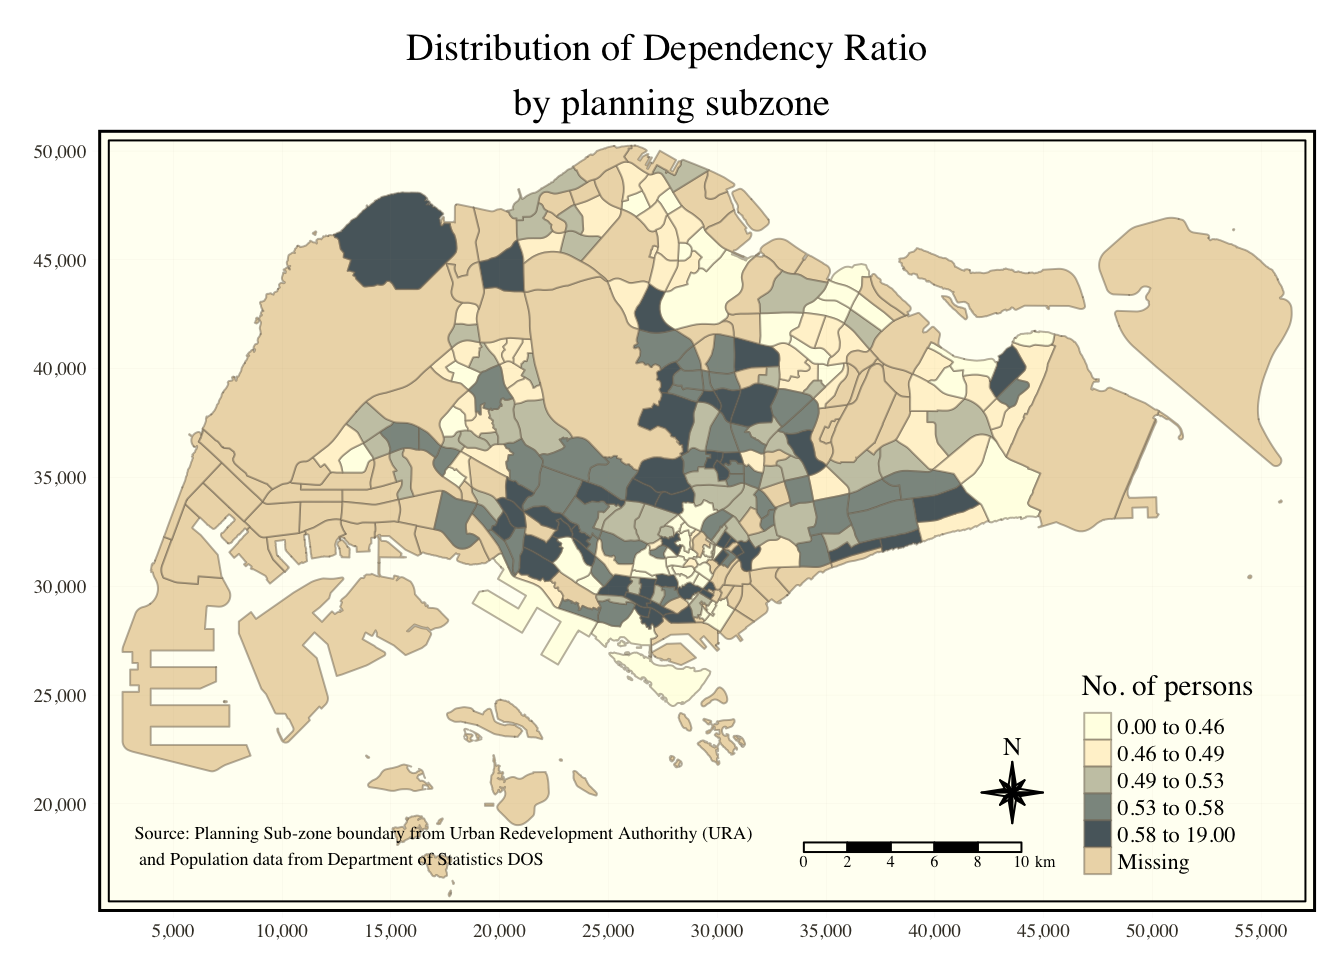 Distribution of Dependency Ratio
by planning subzone
50,000
45,000
40,000
35,000
30,000
25,000
20,000
No. of persons
0.00 to 0.46
0.46 to 0.49
0.49 to 0.53
0.53 to 0.58
0.58 to 19.00
Missing
N
0 2 4 6 8 10 km
Source: Planning Sub-zone boundary from Urban Redevelopment Authorithy (URA)
and Population data from Department of Statistics DOS
5,000 10,000 15,000 20,000 25,000 30,000 35,000 40,000 45,000 50,000 55,000